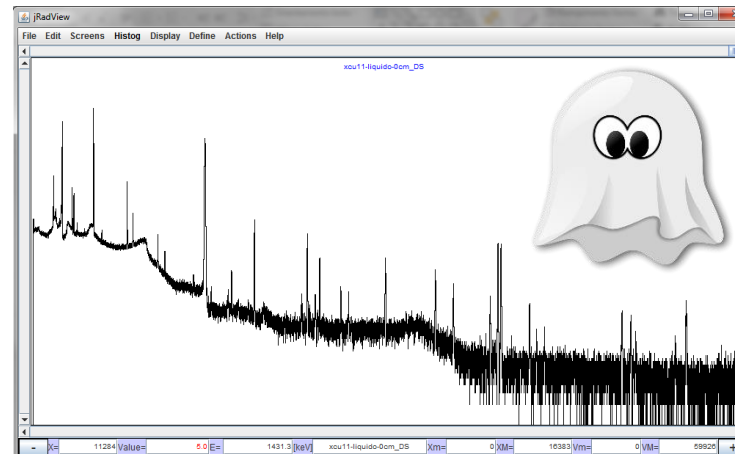 jRadView
File Edit Screens Histog Display Define Actions Help
xcu11-liquido-0cm_DS
- X= 11284 Value= 5.0 E= 1431.3 [keV] xcu11-liquido-0cm_DS Xm= 0 XM= 16383 Vm= 0 VM= 59926 +